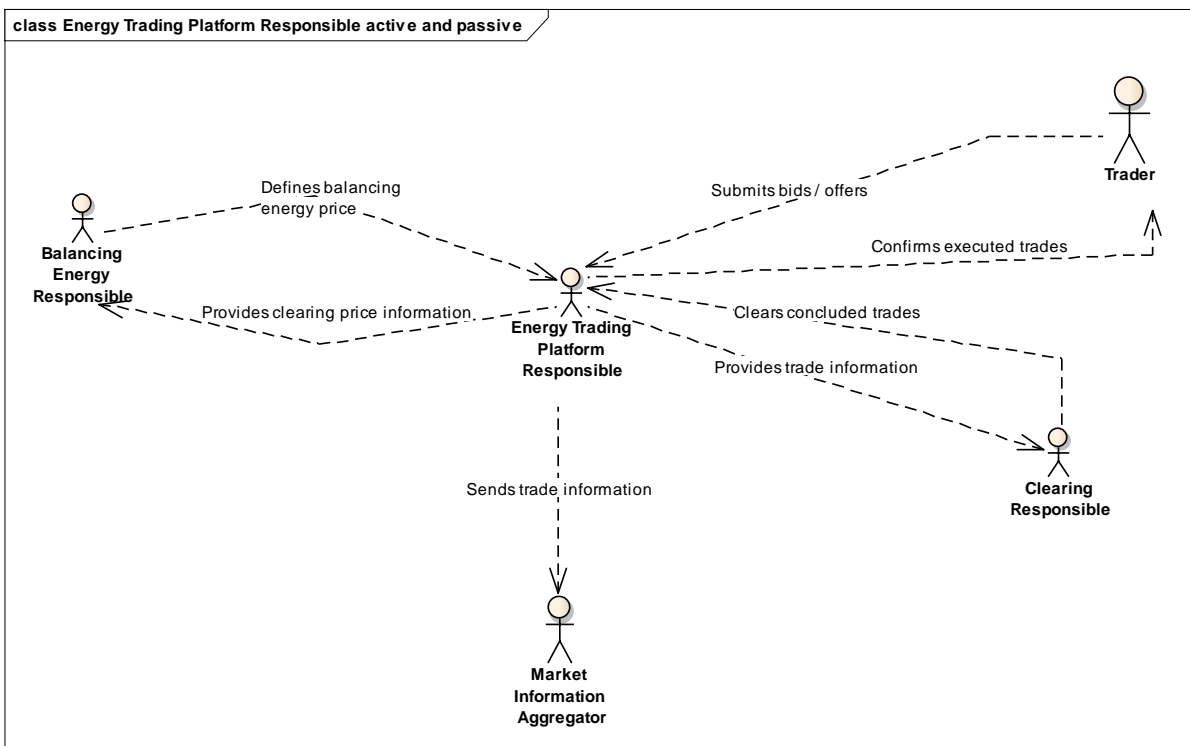 class Energy Trading Platform Responsible active and passive
Trader
Defines balancing
energy price
Submits bids / offers
Balancing
Energy
Responsible
Confirms executed trades
Provides clearing price information
Energy Trading
Platform
Responsible
Clears concluded trades
Provides trade information
Sends trade information
Clearing
Responsible
Market
Information
Aggregator